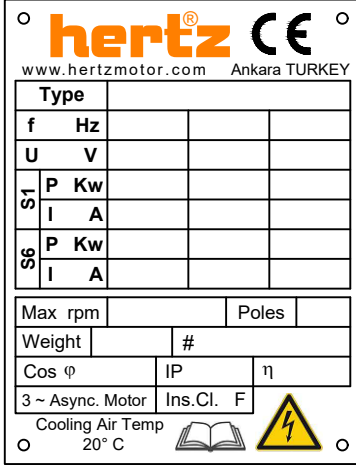 hertz® CE
www.hertzmotor.com Ankara TURKEY
Type
f Hz
U V
S1 P Kw
I A
S6 P Kw
I A
Max rpm Poles
Weight #
Cos φ IP η
3 ~ Async. Motor Ins.Cl. F
Cooling Air Temp
20° C